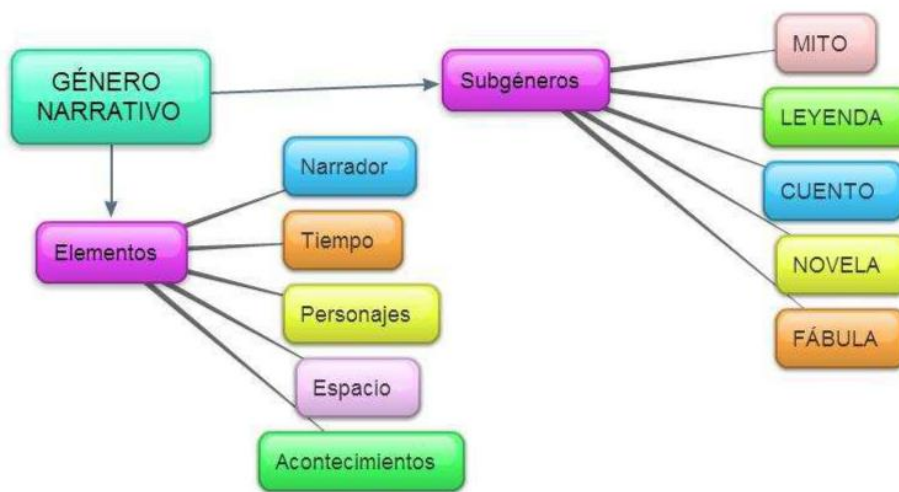 GÉNERO
NARRATIVO
Subgéneros
MITO
LEYENDA
CUENTO
NOVELA
FÁBULA
Elementos
Narrador
Tiempo
Personajes
Espacio
Acontecimientos